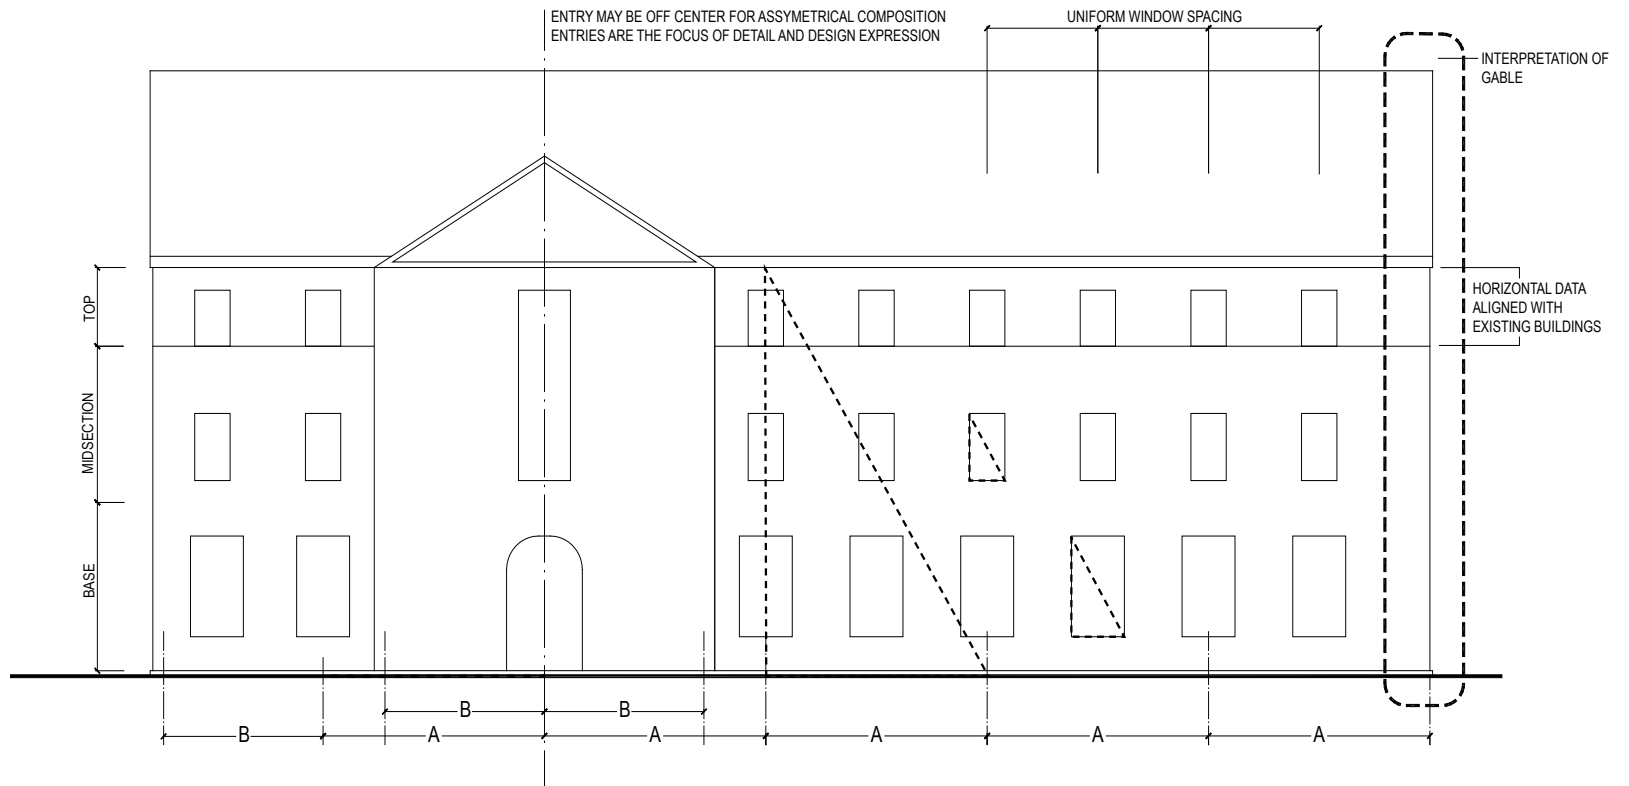 ENTRY MAY BE OFF CENTER FOR ASSYMETRICAL COMPOSITION
ENTRIES ARE THE FOCUS OF DETAIL AND DESIGN EXPRESSION
UNIFORM WINDOW SPACING
INTERPRETATION OF
GABLE
HORIZONTAL DATA
ALIGNED WITH
EXISTING BUILDINGS
TOP
MIDSECTION
BASE
B
B
B
A
A
A
A
A